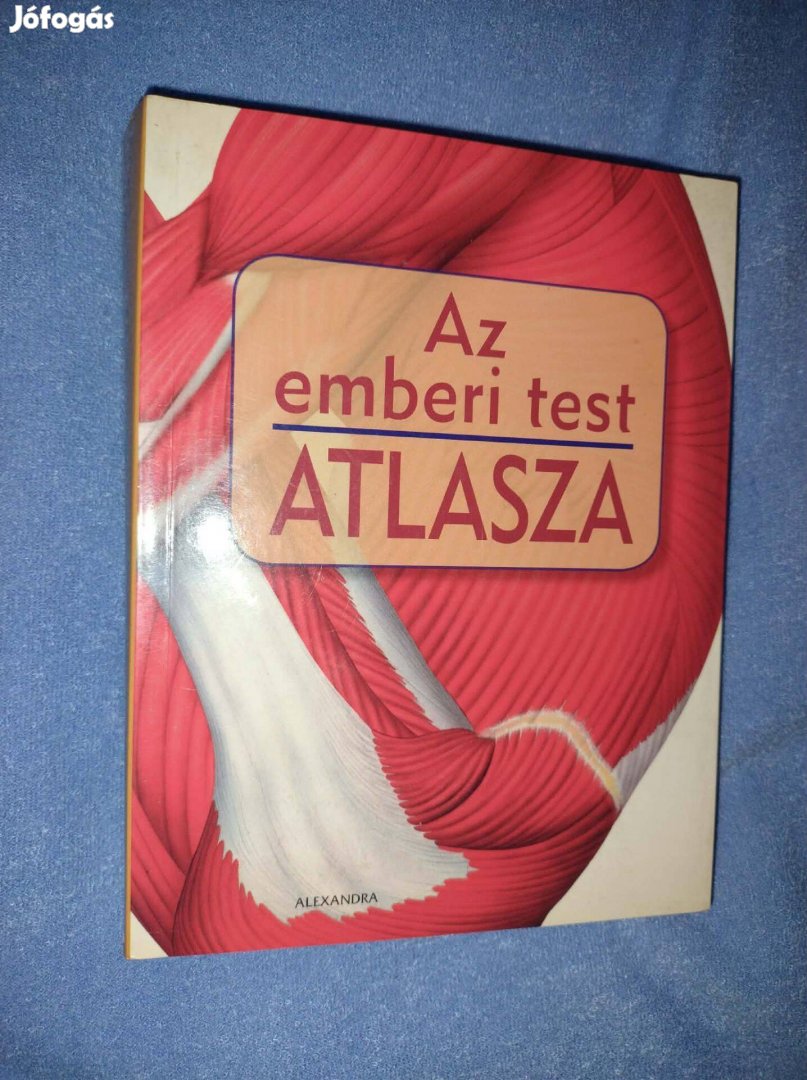 Jófogás
Az
emberi test
ATLASZA
ALEXANDRA